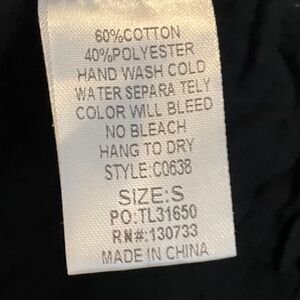 60%COTTON
40%POLYESTER
HAND WASH COLD
WATER SEPARA TELY
COLOR WILL BLEED
NO BLEACH
HANG TO DRY
STYLE:C0638
SIZE:S
PO:TL31650
RN#:130733
MADE IN CHINA